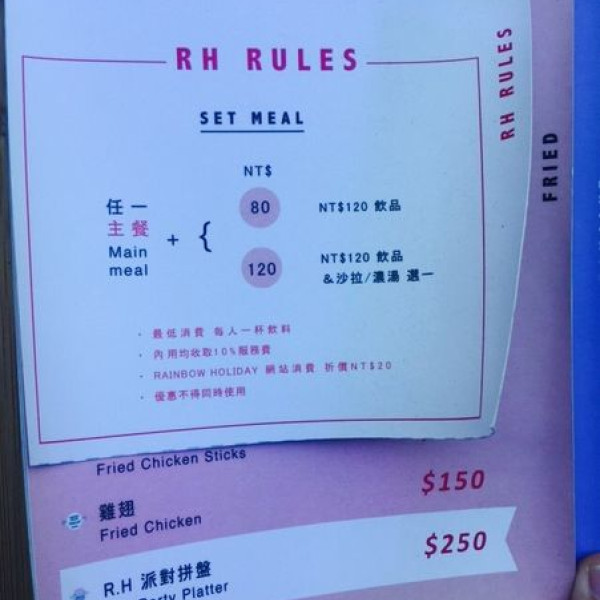 RH RULES
SET MEAL
NT$
任一
主餐
Main
meal
+ {
80
NT$120 飲品
120
NT$120 飲品
&沙拉/濃湯 選一
· 最低消費 每人一杯飲料
· 內用均收取10%服務費
· RAINBOW HOLIDAY 網站消費 折價NT$20
· 優惠不得同時使用
RH RULES
FRIED
Fried Chicken Sticks
$150
雞翅
Fried Chicken
$250
R.H 派對拼盤
Party Platter